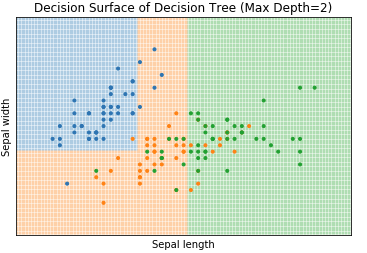 Decision Surface of Decision Tree (Max Depth=2)
Sepal width
Sepal length